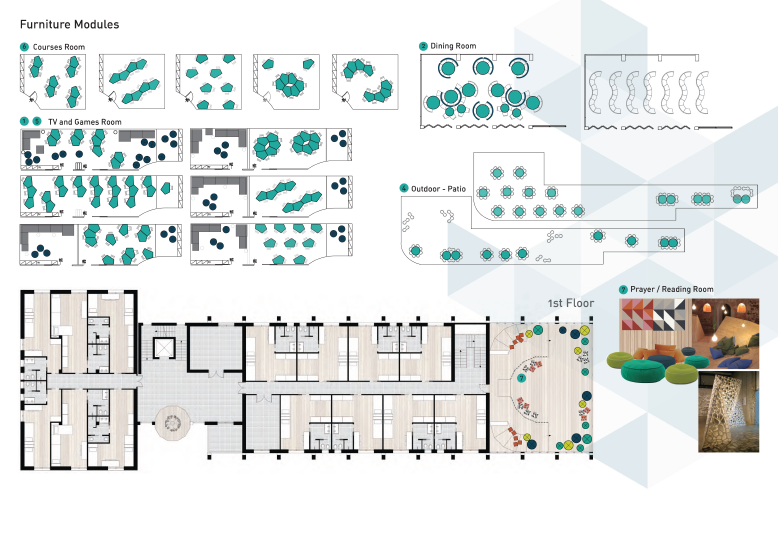 Furniture Modules
6 Courses Room
2 Dining Room
1 5 TV and Games Room
4 Outdoor - Patio
7 Prayer / Reading Room
1st Floor
7